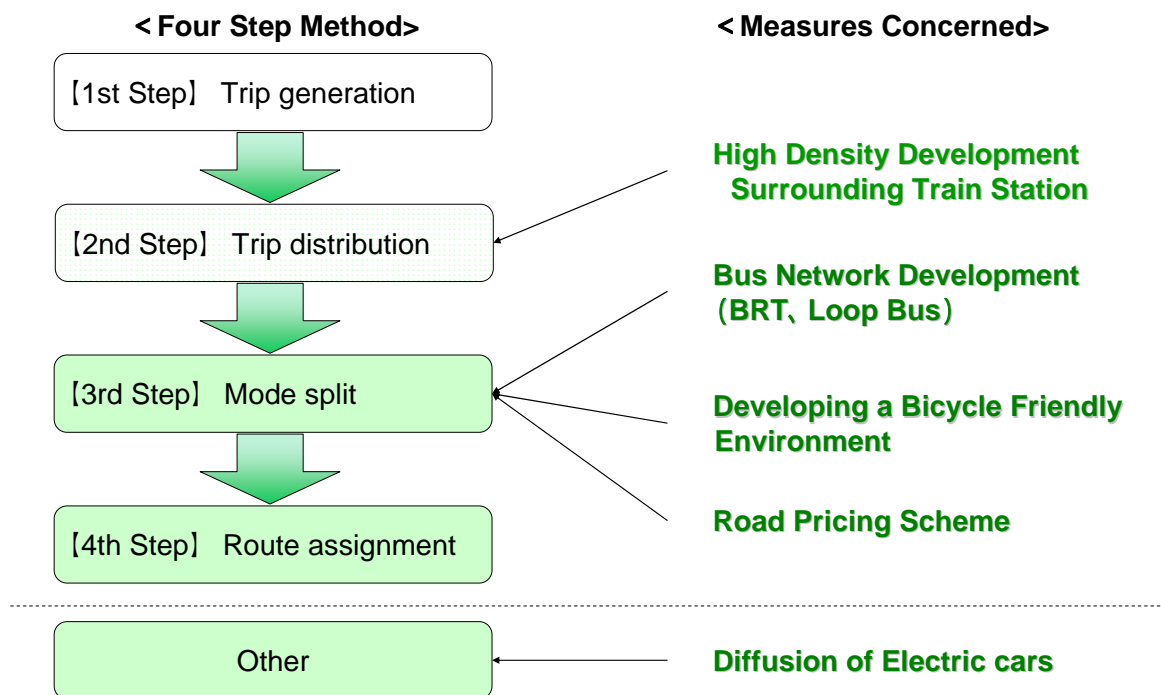 ＜Four Step Method>
＜Measures Concerned>
【1st Step】 Trip generation
High Density Development
Surrounding Train Station
【2nd Step】 Trip distribution
Bus Network Development
（BRT、Loop Bus）
【3rd Step】 Mode split
Developing a Bicycle Friendly
Environment
Road Pricing Scheme
【4th Step】 Route assignment
Other
Diffusion of Electric cars